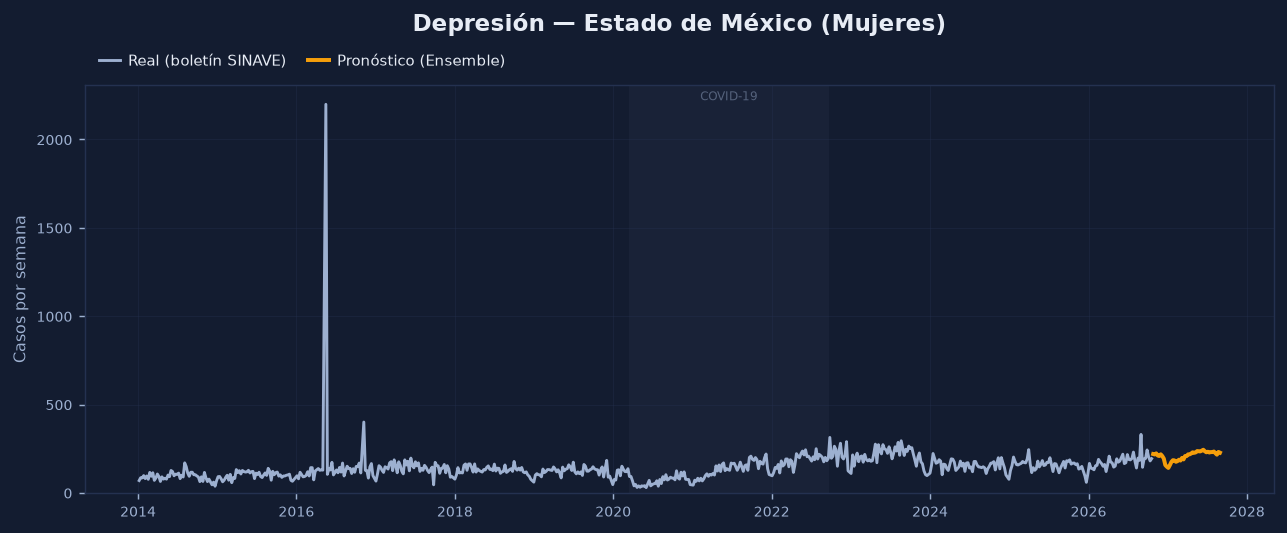 Depresión — Estado de México (Mujeres)
Real (boletín SINAVE) Pronóstico (Ensemble)
COVID-19
Casos por semana
2000
1500
1000
500
0
2014 2016 2018 2020 2022 2024 2026 2028